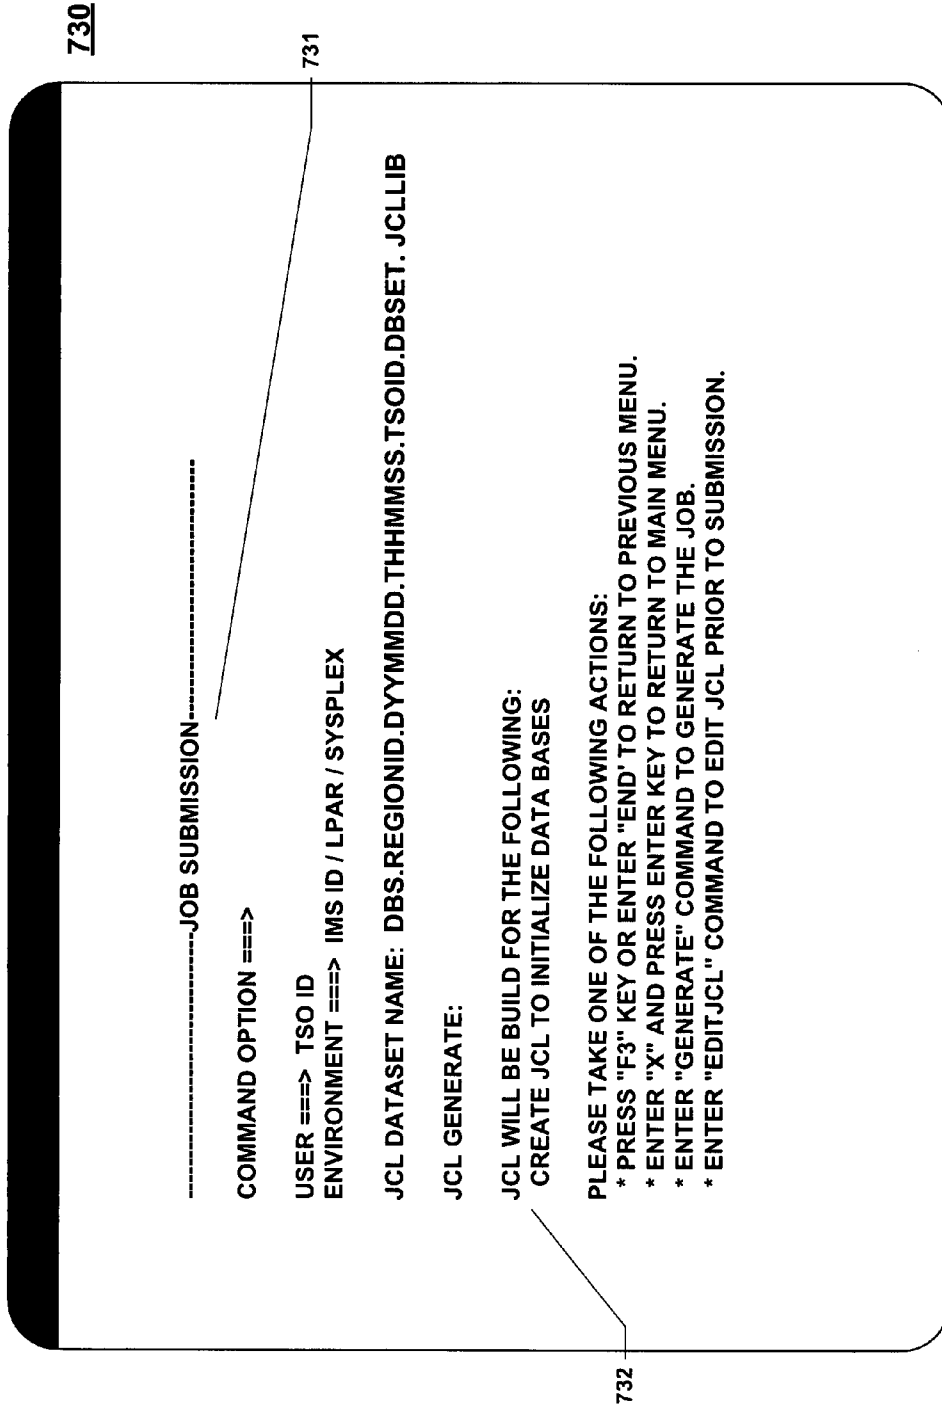 730
731
-----------------------------------JOB SUBMISSION-----------------------------------
COMMAND OPTION ===>
USER ===> TSO ID
ENVIRONMENT ===> IMS ID / LPAR / SYSPLEX
JCL DATASET NAME: DBS.REGIONID.DYYMMDD.THHMMSS.TSOID.DBSET. JCLLIB
JCL GENERATE:
JCL WILL BE BUILD FOR THE FOLLOWING:
CREATE JCL TO INITIALIZE DATA BASES
PLEASE TAKE ONE OF THE FOLLOWING ACTIONS:
* PRESS "F3" KEY OR ENTER "END' TO RETURN TO PREVIOUS MENU.
* ENTER "X" AND PRESS ENTER KEY TO RETURN TO MAIN MENU.
* ENTER "GENERATE" COMMAND TO GENERATE THE JOB.
* ENTER "EDITJCL" COMMAND TO EDIT JCL PRIOR TO SUBMISSION.
732